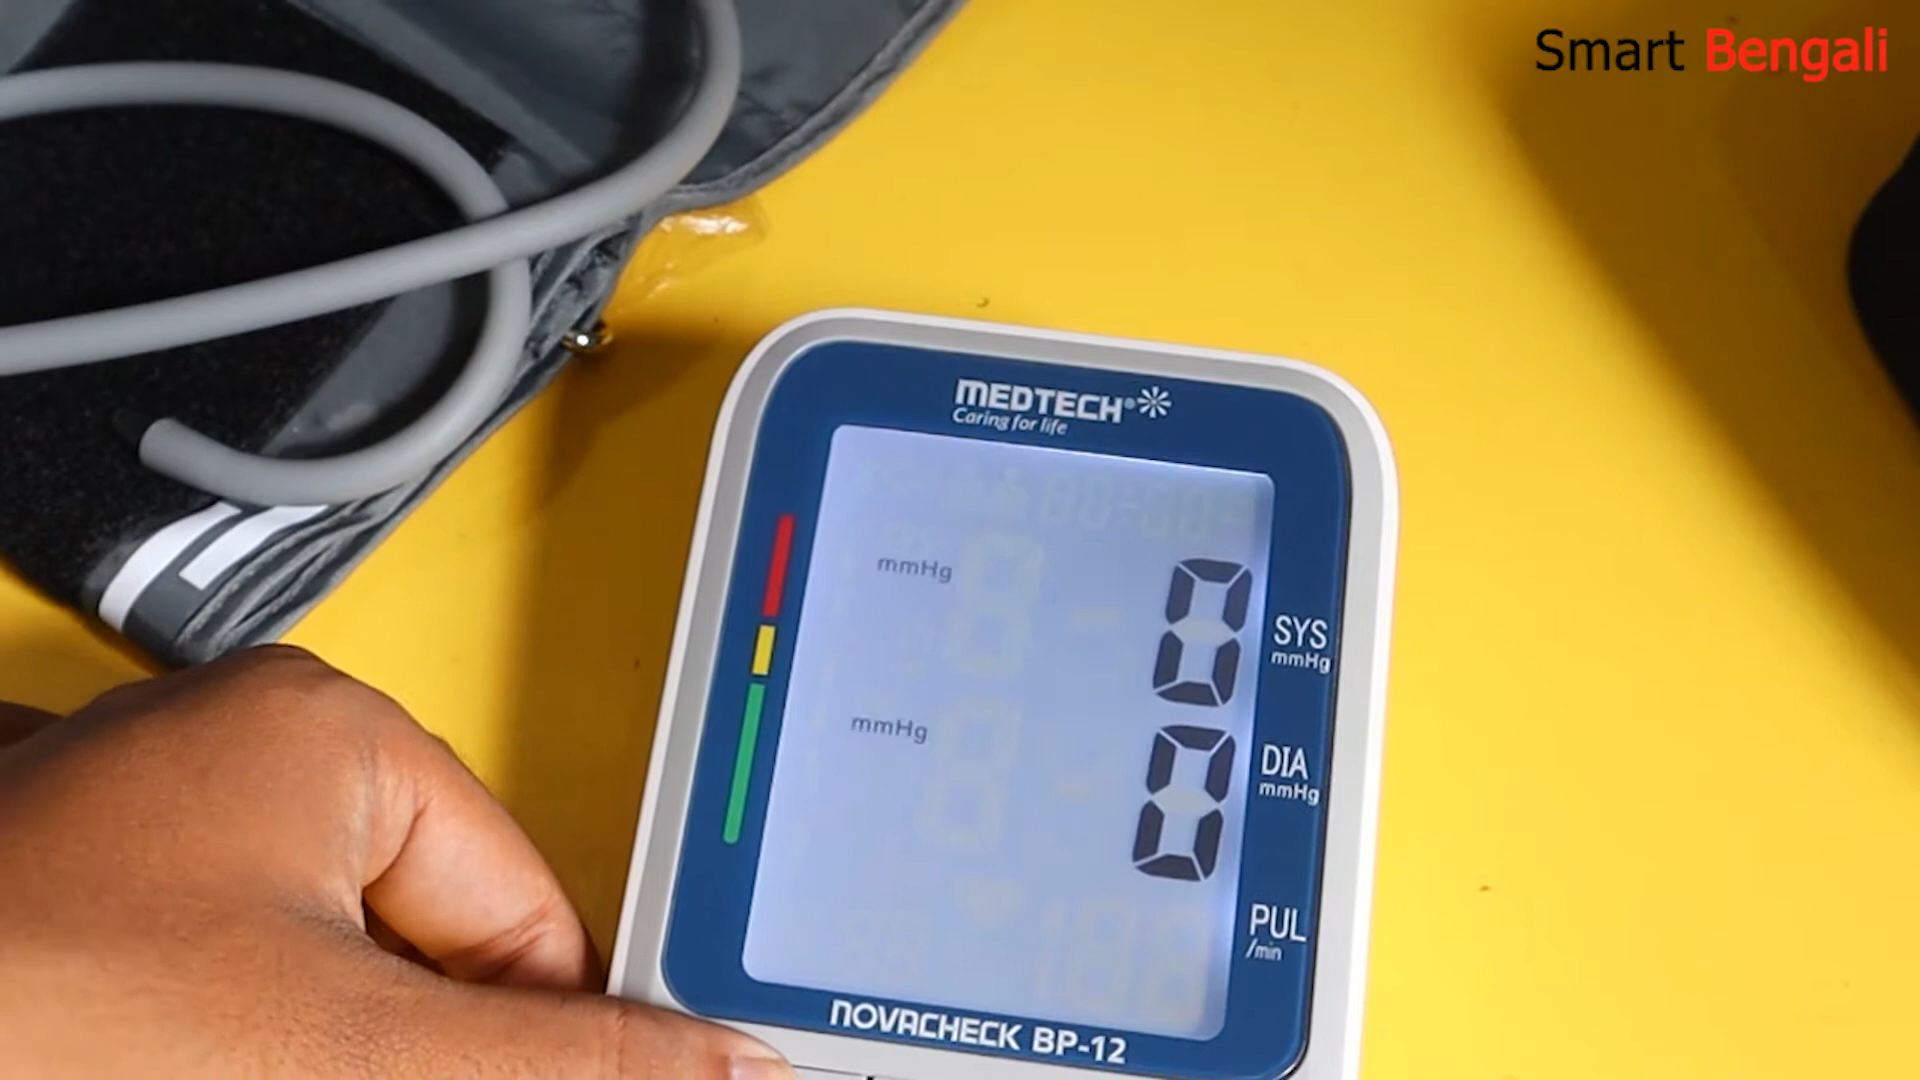 Smart Bengali
MEDTECH®
Caring for life
mmHg
0
SYS
mmHg
mmHg
0
DIA
mmHg
PUL
/min
NOVACHECK BP-12